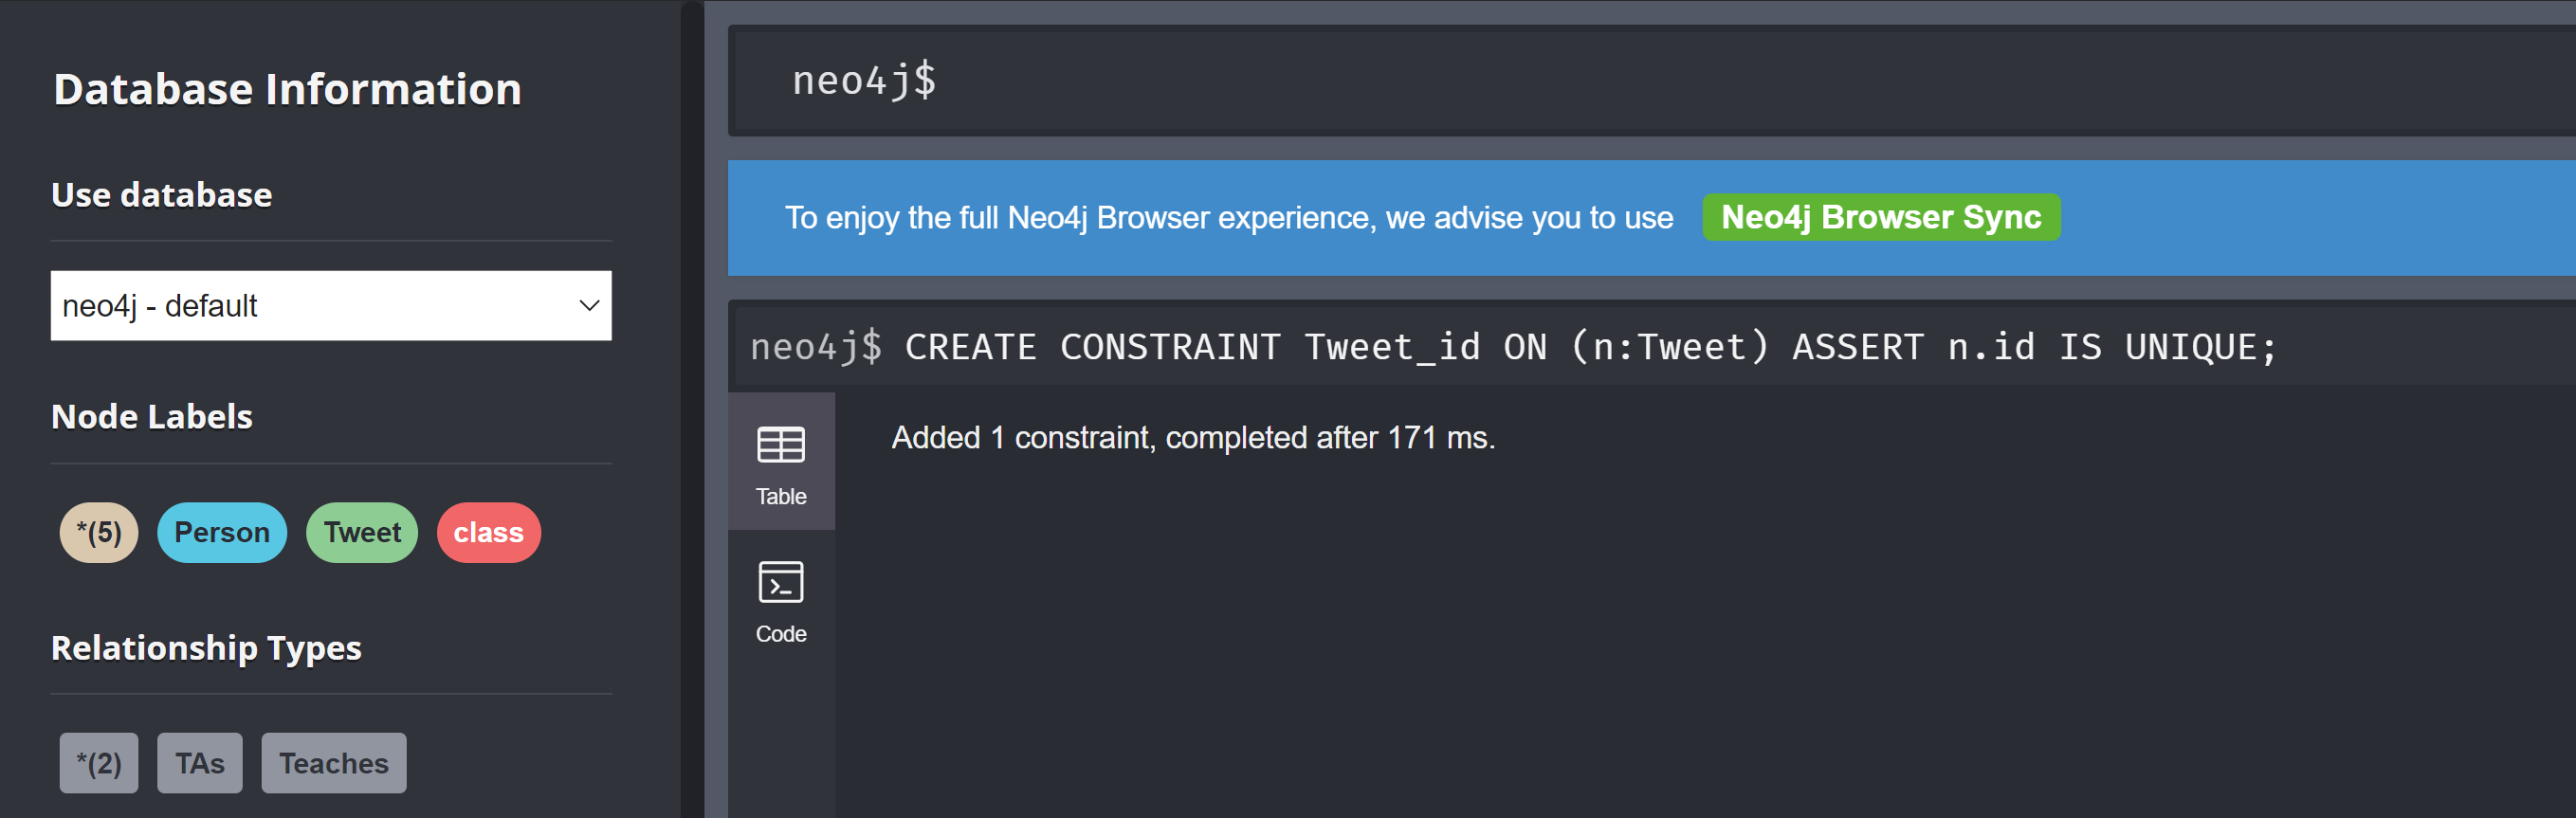 Database Information
Use database
neo4j - default
Node Labels
*(5) Person Tweet class
Relationship Types
*(2) TAs Teaches
neo4j$
To enjoy the full Neo4j Browser experience, we advise you to use Neo4j Browser Sync
neo4j$ CREATE CONSTRAINT Tweet_id ON (n:Tweet) ASSERT n.id IS UNIQUE;
Table
Added 1 constraint, completed after 171 ms.
Code